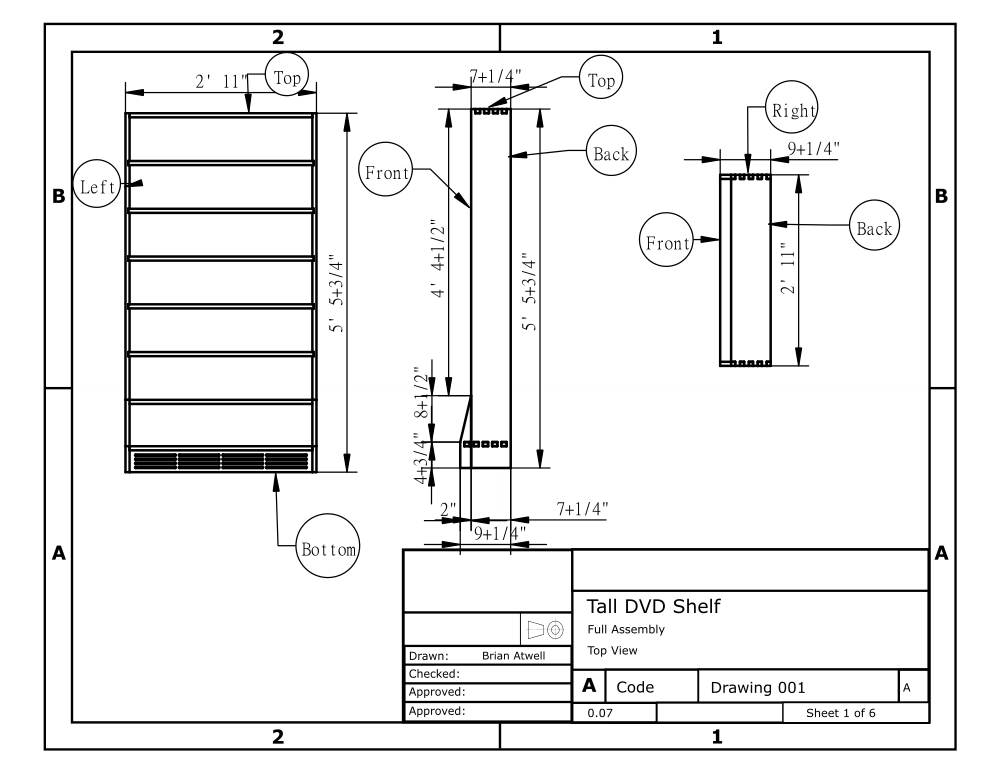 2 1
7+1/4"
2' 11" Top Top
Right
9+1/4"
Back
Front
Left
B B
Front Back
4' 4+1/2"
5' 5+3/4"
5' 5+3/4"
2' 11"
8+1/2"
4+3/4"
2" 7+1/4"
9+1/4"
Bottom
A A
Tall DVD Shelf
Full Assembly
Top View
Drawn: Brian Atwell
Checked:
Approved:
Approved:
A Code Drawing 001 A
0.07 Sheet 1 of 6
2 1